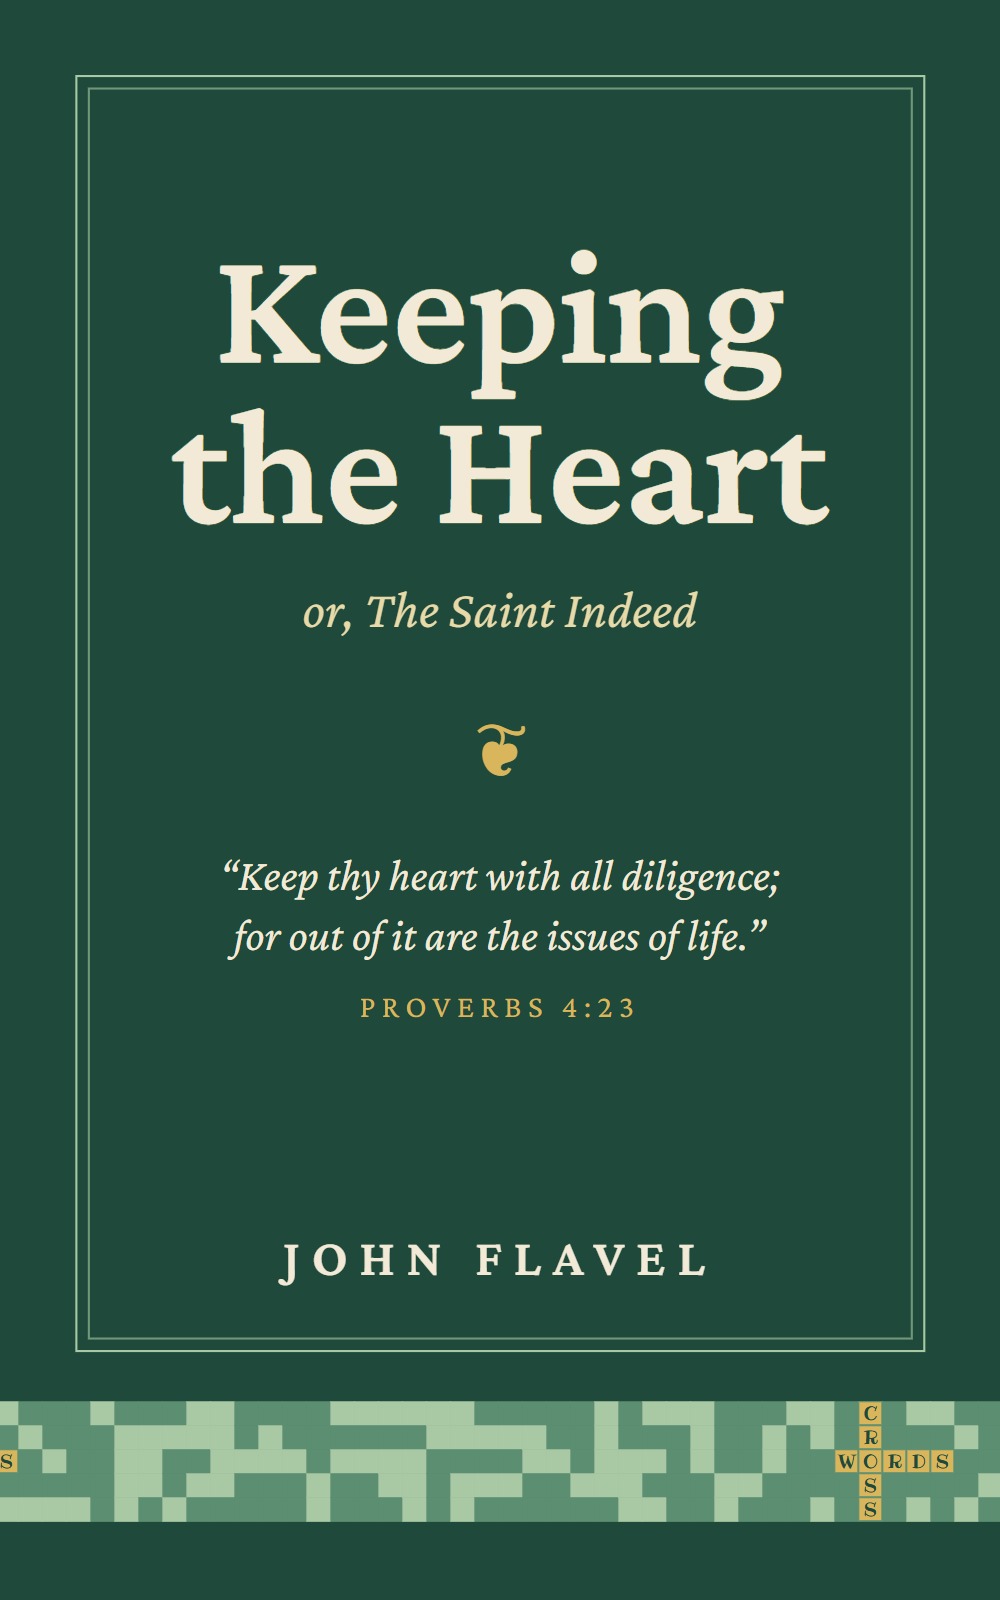 Keeping
the Heart
or, The Saint Indeed
“Keep thy heart with all diligence;
for out of it are the issues of life.”
PROVERBS 4:23
JOHN FLAVEL
CROSS
WORDS
S